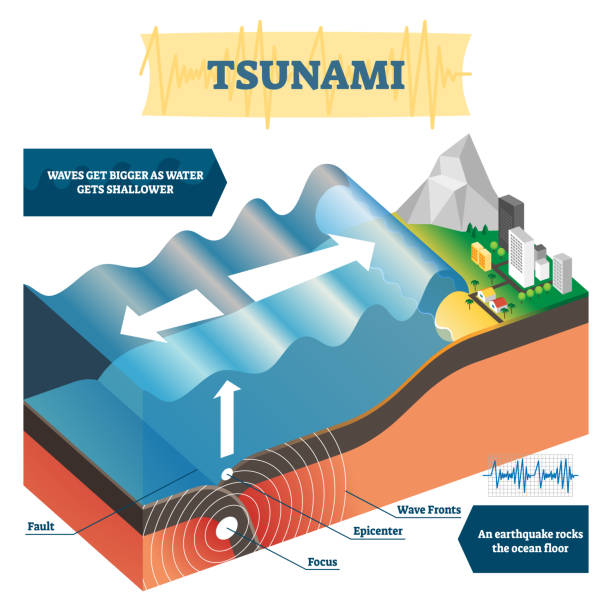 TSUNAMI
WAVES GET BIGGER AS WATER
GETS SHALLOWER
Fault
Wave Fronts
Epicenter
Focus
An earthquake rocks
the ocean floor